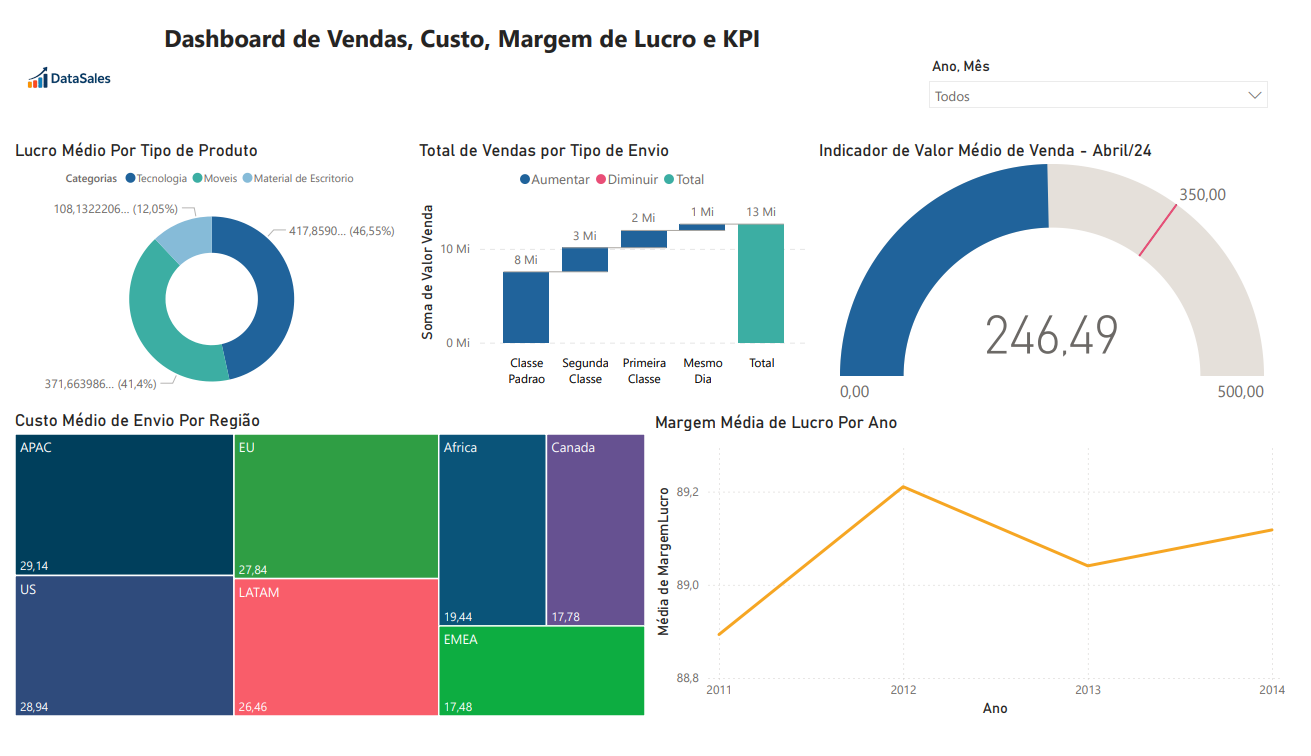 Dashboard de Vendas, Custo, Margem de Lucro e KPI
DataSales
Ano, Mês
Todos
Lucro Médio Por Tipo de Produto
Categorias Tecnologia Moveis Material de Escritorio
108,1322206... (12,05%)
417,8590... (46,55%)
371,663986... (41,4%)
Total de Vendas por Tipo de Envio
Aumentar Diminuir Total
Soma de Valor Venda
10 Mi
0 Mi
8 Mi
3 Mi
2 Mi
1 Mi
13 Mi
Classe
Padrao
Segunda
Classe
Primeira
Classe
Mesmo
Dia
Total
Indicador de Valor Médio de Venda - Abril/24
350,00
246,49
0,00
500,00
Custo Médio de Envio Por Região
APAC
29,14
US
28,94
EU
27,84
LATAM
26,46
Africa
19,44
Canada
17,78
EMEA
17,48
Margem Média de Lucro Por Ano
Média de MargemLucro
89,2
89,0
88,8
2011
2012
2013
2014
Ano